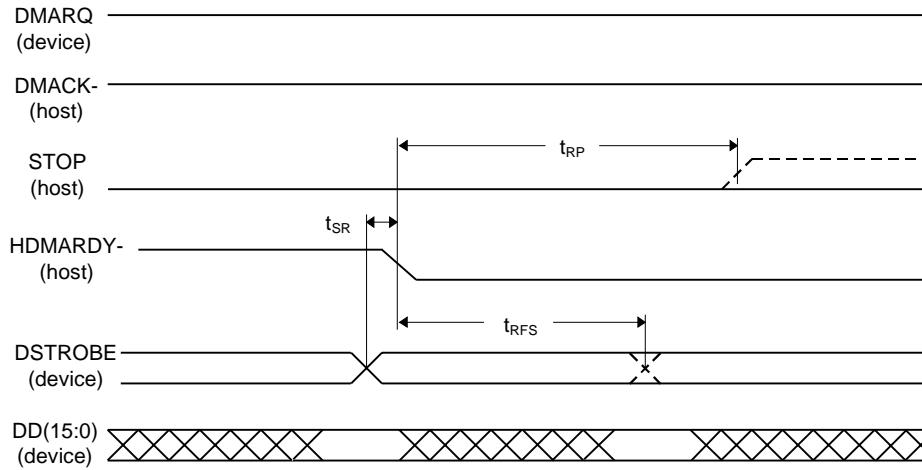 DMARQ
(device)
DMACK-
(host)
STOP
(host)
tRP
tSR
HDMARDY-
(host)
tRFS
DSTROBE
(device)
DD(15:0)
(device)